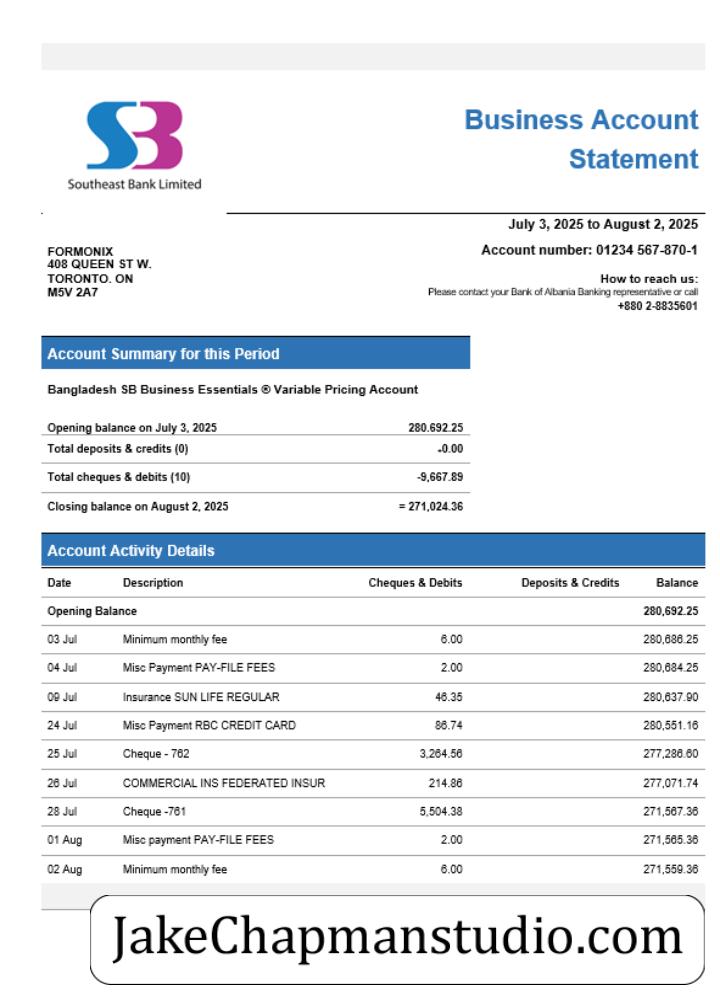 SB
Southeast Bank Limited
Business Account
Statement
July 3, 2025 to August 2, 2025
Account number: 01234 567-870-1
FORMONIX
408 QUEEN ST W.
TORONTO. ON
M5V 2A7
How to reach us:
Please contact your Bank of Albania Banking representative or call
+880 2-8835601
Account Summary for this Period
Bangladesh SB Business Essentials ® Variable Pricing Account
Opening balance on July 3, 2025 280.692.25
Total deposits & credits (0) -0.00
Total cheques & debits (10) -9,667.89
Closing balance on August 2, 2025 = 271,024.36
Account Activity Details
Date Description Cheques & Debits Deposits & Credits Balance
Opening Balance 280,692.25
03 Jul Minimum monthly fee 6.00 280,686.25
04 Jul Misc Payment PAY-FILE FEES 2.00 280,684.25
09 Jul Insurance SUN LIFE REGULAR 46.35 280,637.90
24 Jul Misc Payment RBC CREDIT CARD 86.74 280,551.16
25 Jul Cheque - 762 3,264.56 277,286.60
26 Jul COMMERCIAL INS FEDERATED INSUR 214.86 277,071.74
28 Jul Cheque -761 5,504.38 271,567.36
01 Aug Misc payment PAY-FILE FEES 2.00 271,565.36
02 Aug Minimum monthly fee 6.00 271,559.36
JakeChapmanstudio.com